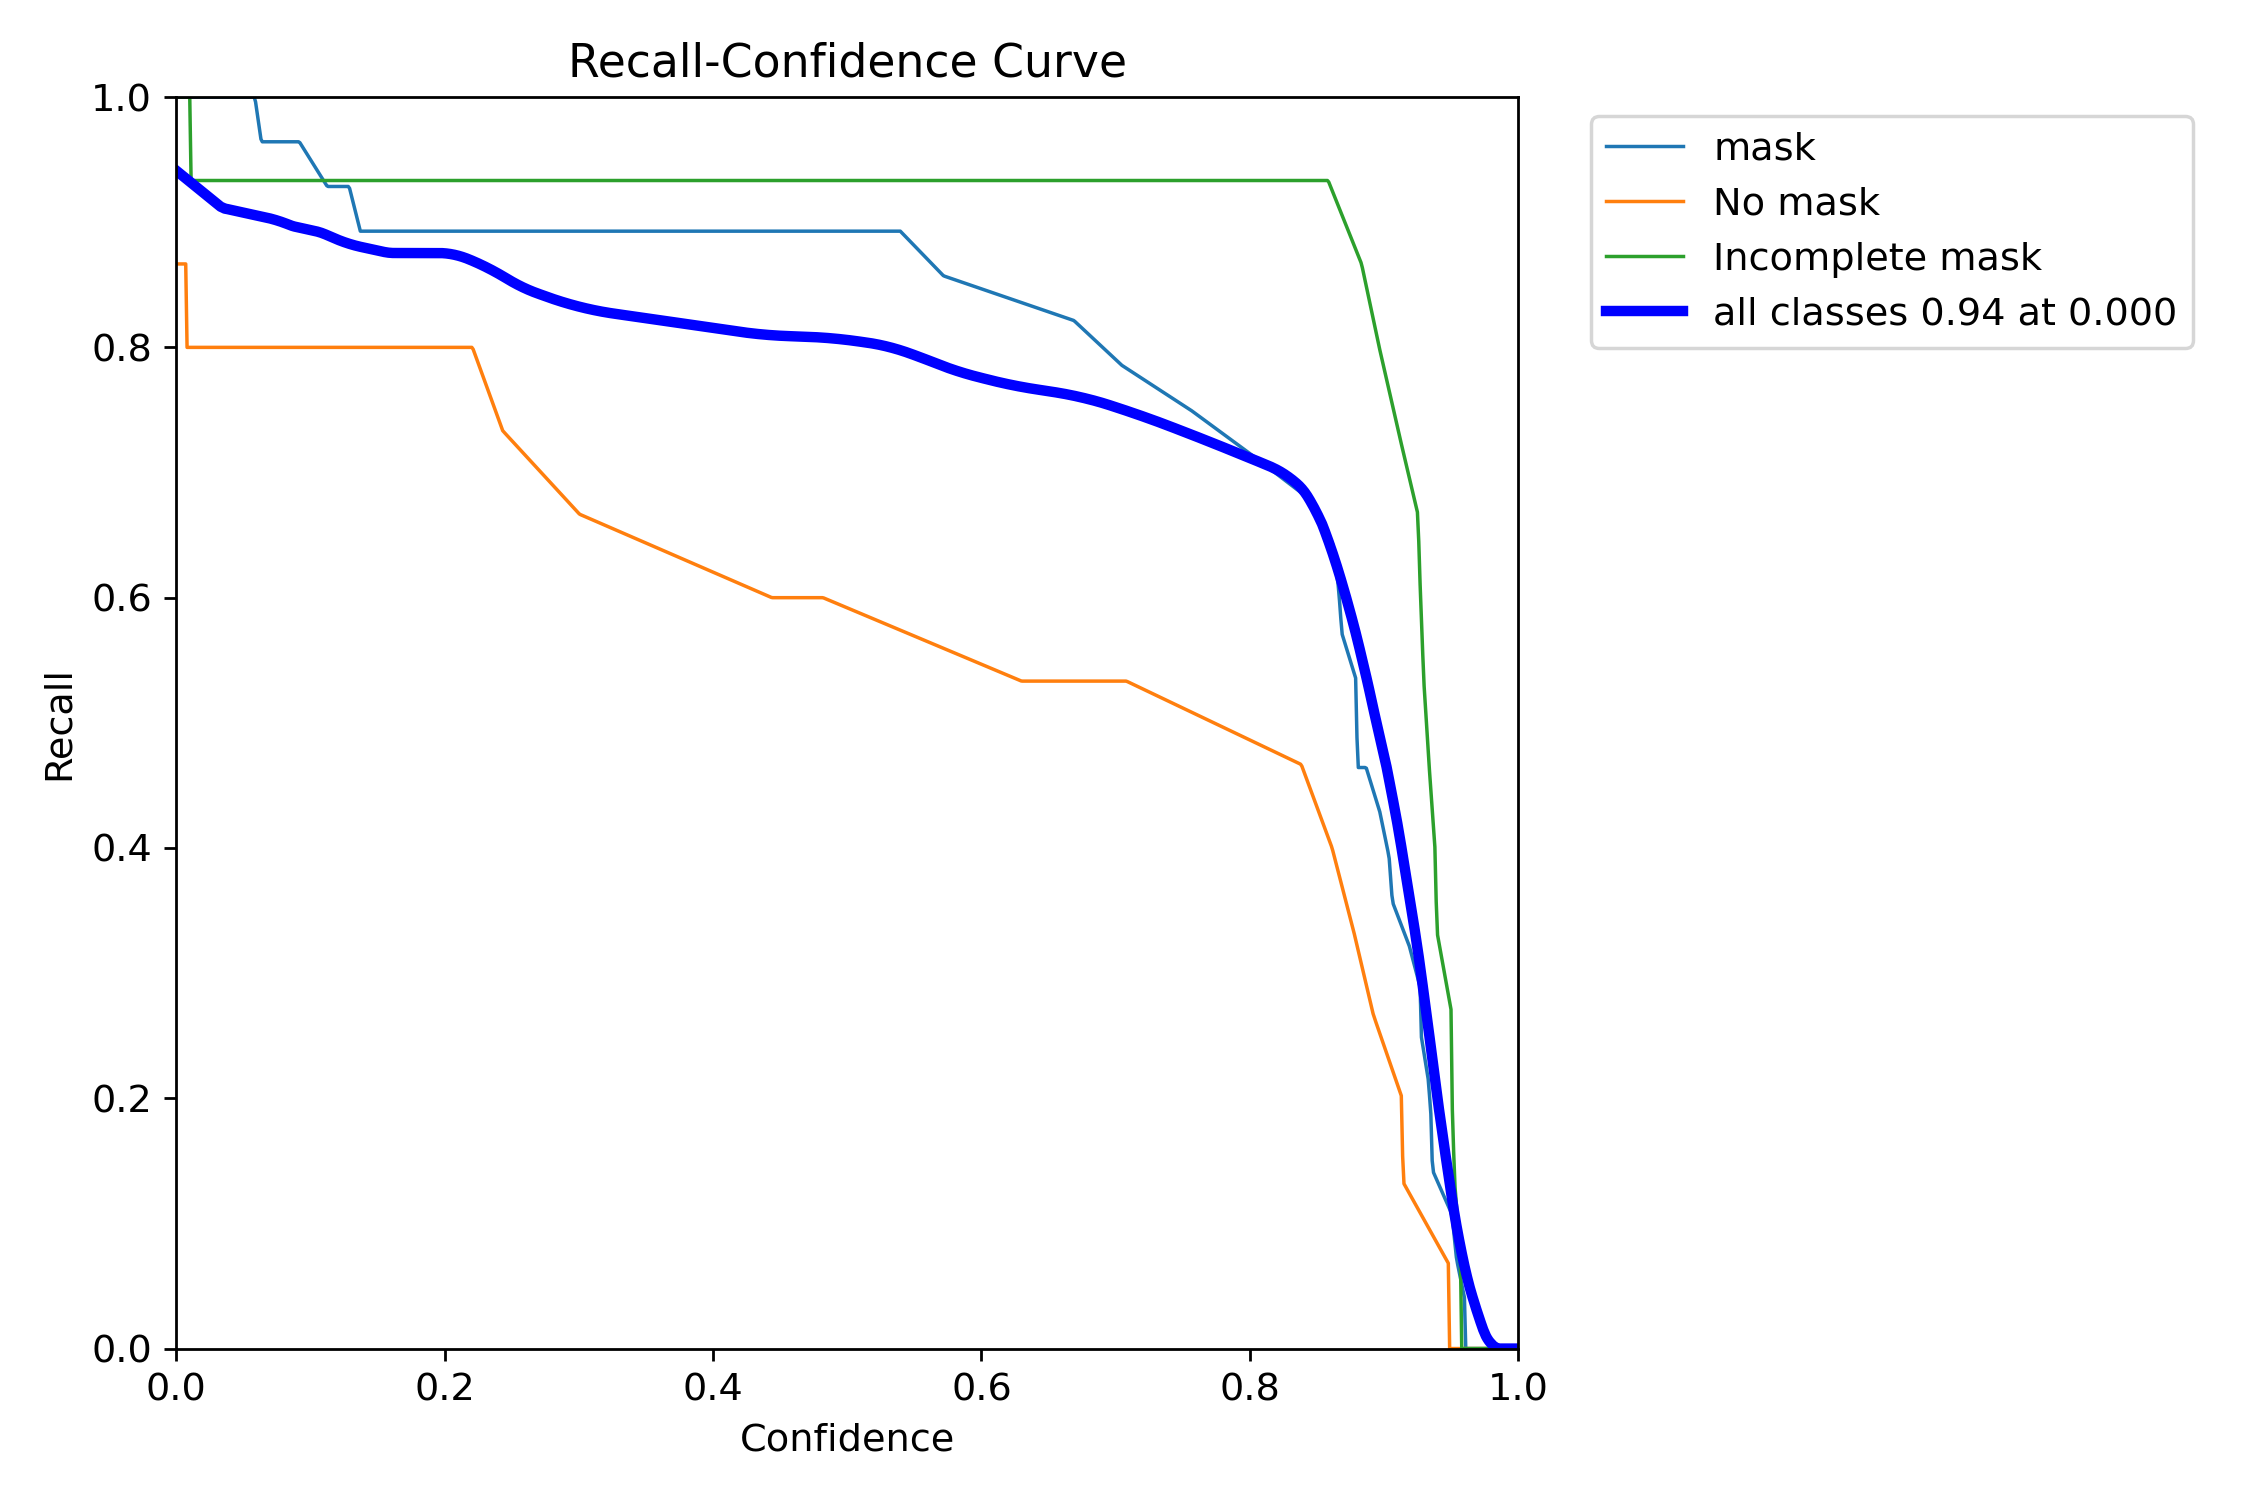 Recall-Confidence Curve
1.0
0.8
0.6
0.4
0.2
0.0
Recall
0.0 0.2 0.4 0.6 0.8 1.0
Confidence
mask
No mask
Incomplete mask
all classes 0.94 at 0.000